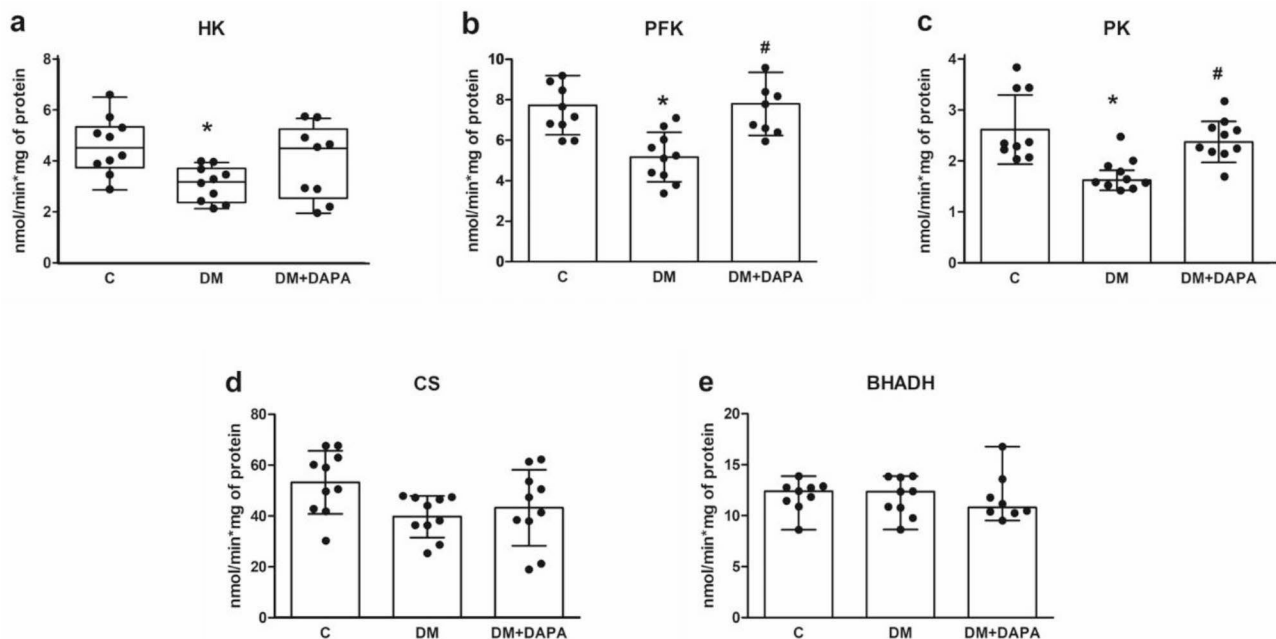 a
HK
nmol/min*mg of protein
8
6
4
2
0
*
C
DM
DM+DAPA
b
PFK
nmol/min*mg of protein
10
8
6
4
2
0
*
#
C
DM
DM+DAPA
c
PK
nmol/min*mg of protein
4
3
2
1
0
*
#
C
DM
DM+DAPA
d
CS
nmol/min*mg of protein
80
60
40
20
0
C
DM
DM+DAPA
e
BHADH
nmol/min*mg of protein
20
15
10
5
0
C
DM
DM+DAPA